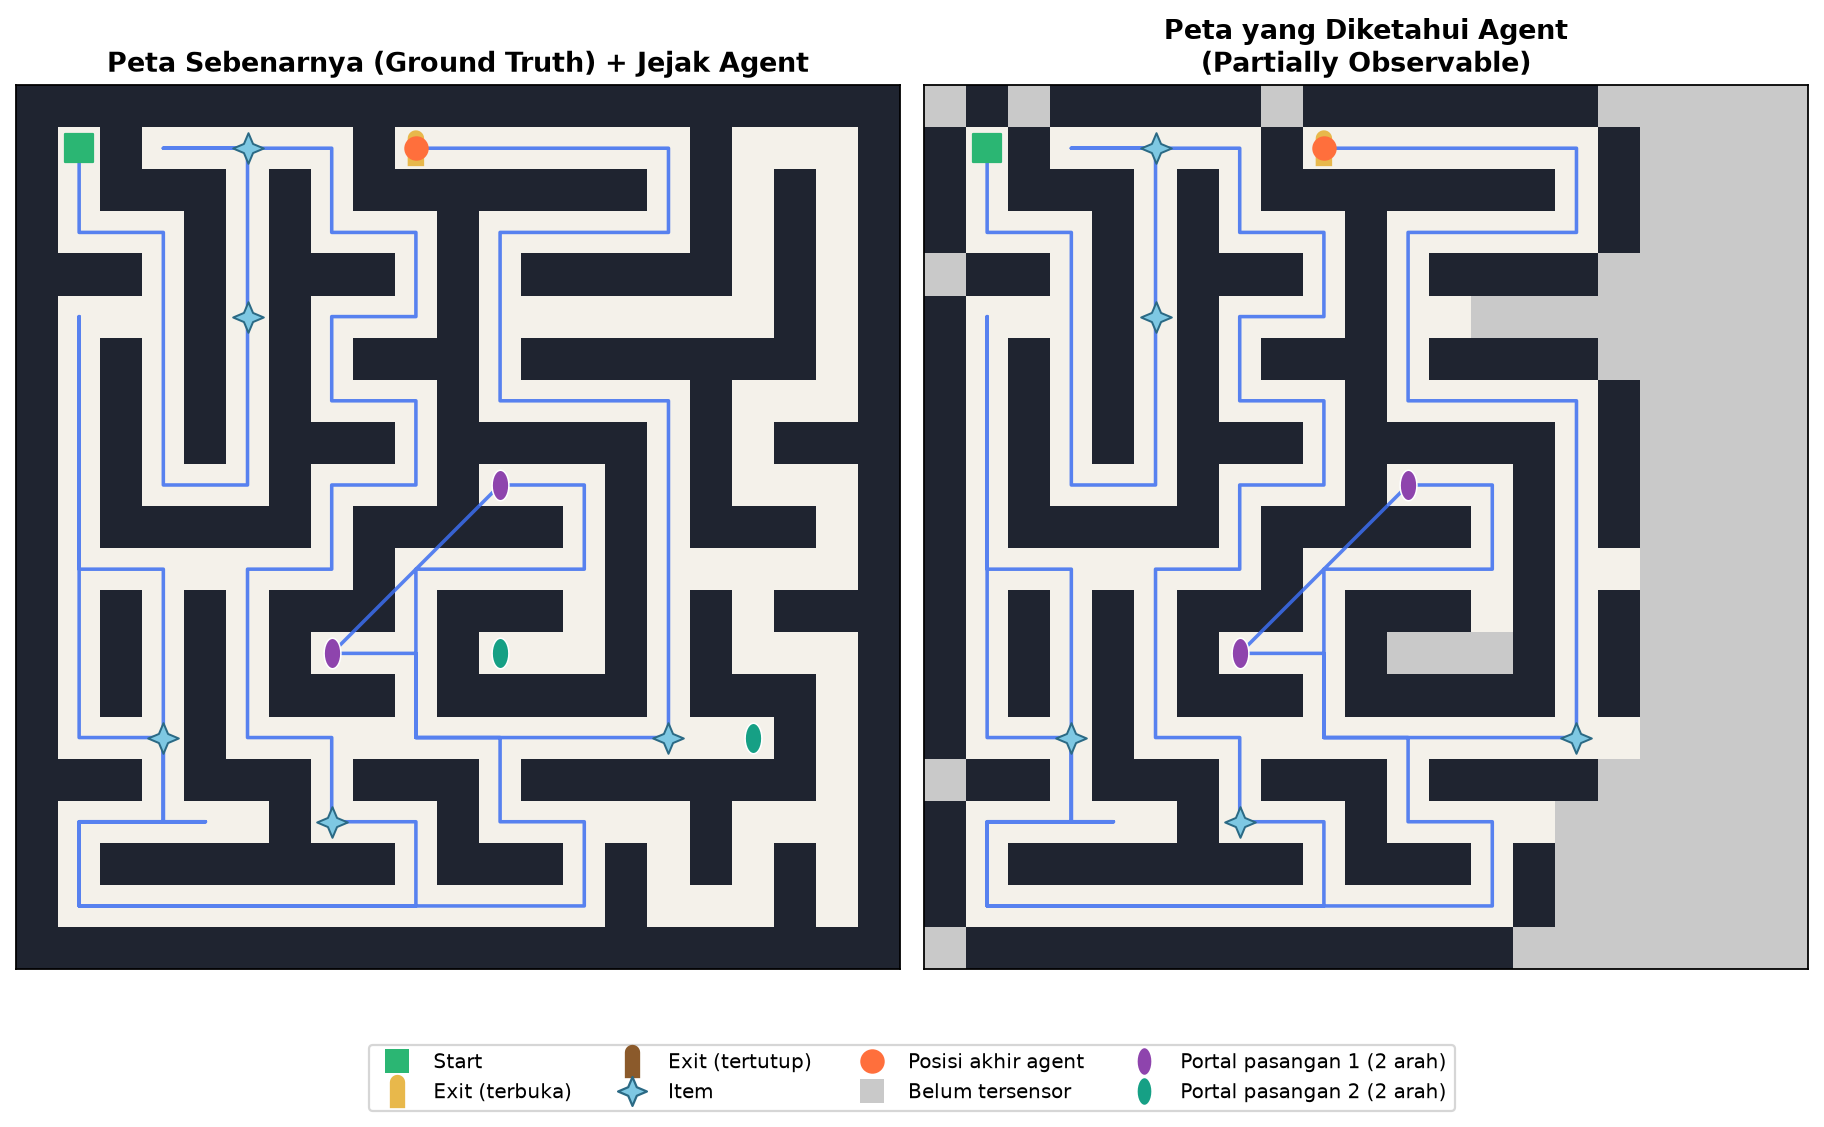 Peta Sebenarnya (Ground Truth) + Jejak Agent
Peta yang Diketahui Agent
(Partially Observable)
Start
Exit (terbuka)
Exit (tertutup)
Item
Posisi akhir agent
Belum tersensor
Portal pasangan 1 (2 arah)
Portal pasangan 2 (2 arah)